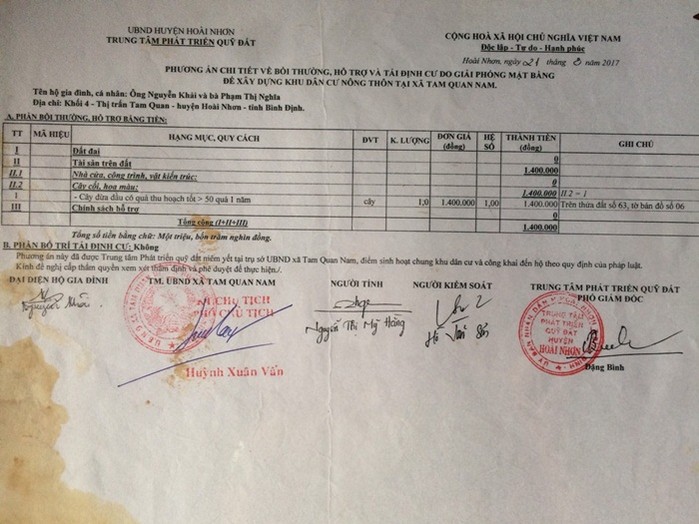 UBND HUYỆN HOÀI NHƠN
TRUNG TÂM PHÁT TRIỂN QUỸ ĐẤT
CỘNG HOÀ XÃ HỘI CHỦ NGHĨA VIỆT NAM
Độc lập - Tự do - Hạnh phúc
Hoài Nhơn, ngày 21 tháng 8 năm 2017
PHƯƠNG ÁN CHI TIẾT VỀ BỒI THƯỜNG, HỖ TRỢ VÀ TÁI ĐỊNH CƯ DO GIẢI PHÓNG MẶT BẰNG
ĐỂ XÂY DỰNG KHU DÂN CƯ NÔNG THÔN TẠI XÃ TAM QUAN NAM.
Tên hộ gia đình, cá nhân: Ông Nguyễn Khải và bà Phạm Thị Nghĩa
Địa chỉ: Khối 4 - Thị trấn Tam Quan - huyện Hoài Nhơn - tỉnh Bình Định.
A. PHẦN BỒI THƯỜNG, HỖ TRỢ BẰNG TIỀN:
TT MÃ HIỆU HẠNG MỤC, QUY CÁCH ĐVT K. LƯỢNG ĐƠN GIÁ (đồng) HỆ SỐ THÀNH TIỀN (đồng) GHI CHÚ
I Đất đai 0
II Tài sản trên đất 1.400.000
II.1 Nhà cửa, công trình, vật kiến trúc: 0
II.2 Cây cối, hoa màu: 1.400.000 II.2 = 1
1 - Cây dừa đầu có quả thu hoạch tốt > 50 quả 1 năm cây 1,0 1.400.000 1,00 1.400.000 Trên thửa đất số 63, tờ bản đồ số 06
III Chính sách hỗ trợ 0
Tổng cộng (I+II+III) 1.400.000
Tổng số tiền bằng chữ: Một triệu, bốn trăm nghìn đồng.
B. PHẦN BỐ TRÍ TÁI ĐỊNH CƯ: Không
Phương án này đã được Trung tâm Phát triển quỹ đất niêm yết tại trụ sở UBND xã Tam Quan Nam, điểm sinh hoạt chung khu dân cư và công khai đến hộ theo quy định của pháp luật.
Kính đề nghị cấp thẩm quyền xem xét thẩm định và phê duyệt để thực hiện./.
ĐẠI DIỆN HỘ GIA ĐÌNH
TM. UBND XÃ TAM QUAN NAM
NGƯỜI TÍNH
NGƯỜI KIỂM SOÁT
TRUNG TÂM PHÁT TRIỂN QUỸ ĐẤT
PHÓ GIÁM ĐỐC
KT. CHỦ TỊCH
PHÓ CHỦ TỊCH
Nguyễn Khải
Nguyễn Thị Mỹ Hằng
TRUNG TÂM
PHÁT TRIỂN
QUỸ ĐẤT
HUYỆN
HOÀI NHƠN
Huỳnh Xuân Vấn
Đặng Bình